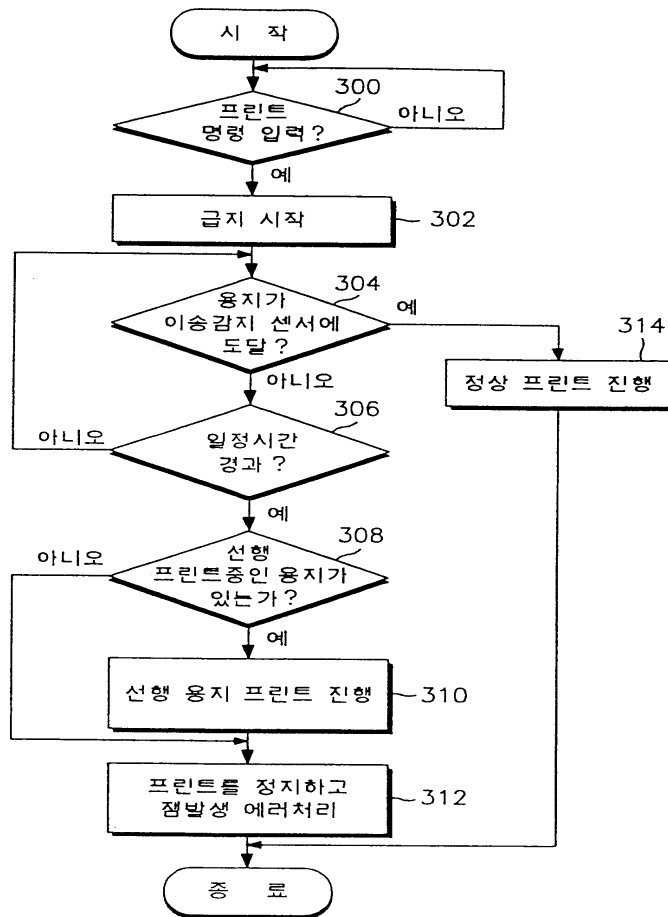 시 작
300
프린트
명령 입력?
아니오
예
급지 시작
302
304
용지가
이송감지 센서에
도달?
예
314
정상 프린트 진행
아니오
306
아니오
일정시간
경과?
예
308
아니오
선행
프린트중인 용지가
있는가?
예
선행 용지 프린트 진행
310
프린트를 정지하고
잼발생 에러처리
312
종 료